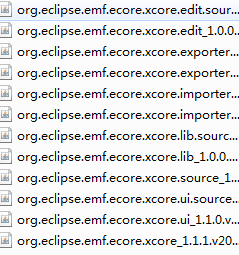 org.eclipse.emf.ecore.xcore.edit.sour...
org.eclipse.emf.ecore.xcore.edit_1.0.0...
org.eclipse.emf.ecore.xcore.exporter...
org.eclipse.emf.ecore.xcore.exporter...
org.eclipse.emf.ecore.xcore.importer...
org.eclipse.emf.ecore.xcore.importer...
org.eclipse.emf.ecore.xcore.lib.sourc...
org.eclipse.emf.ecore.xcore.lib_1.0.0....
org.eclipse.emf.ecore.xcore.source_1...
org.eclipse.emf.ecore.xcore.ui.source...
org.eclipse.emf.ecore.xcore.ui_1.1.0.v...
org.eclipse.emf.ecore.xcore_1.1.1.v20...